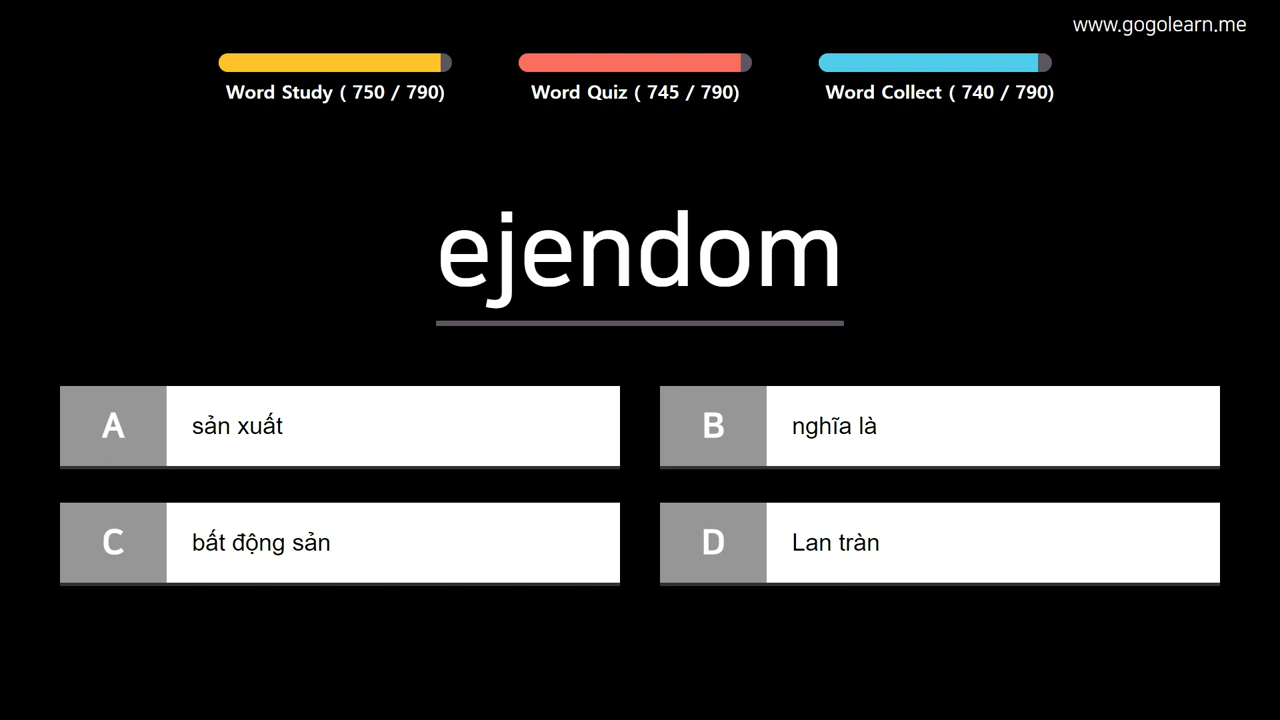 www.gogolearn.me
Word Study ( 750 / 790)
Word Quiz ( 745 / 790)
Word Collect ( 740 / 790)
ejendom
A sản xuất
B nghĩa là
C bất động sản
D Lan tràn